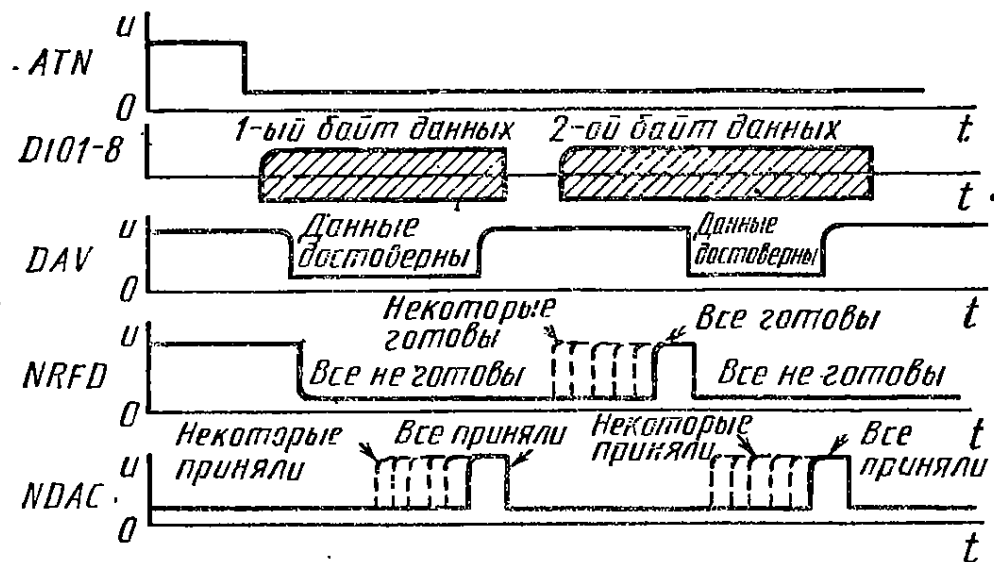 u
ATN
0
t
1-ый байт данных
2-ой байт данных
DIO1-8
t
u
Данные
достоверны
Данные
достоверны
DAV
0
t
Некоторые
готовы
Все готовы
u
NRFD
Все не готовы
Все не готовы
0
t
Некоторые
приняли
Все приняли
Некоторые
приняли
Все
приняли
u
NDAC
0
t